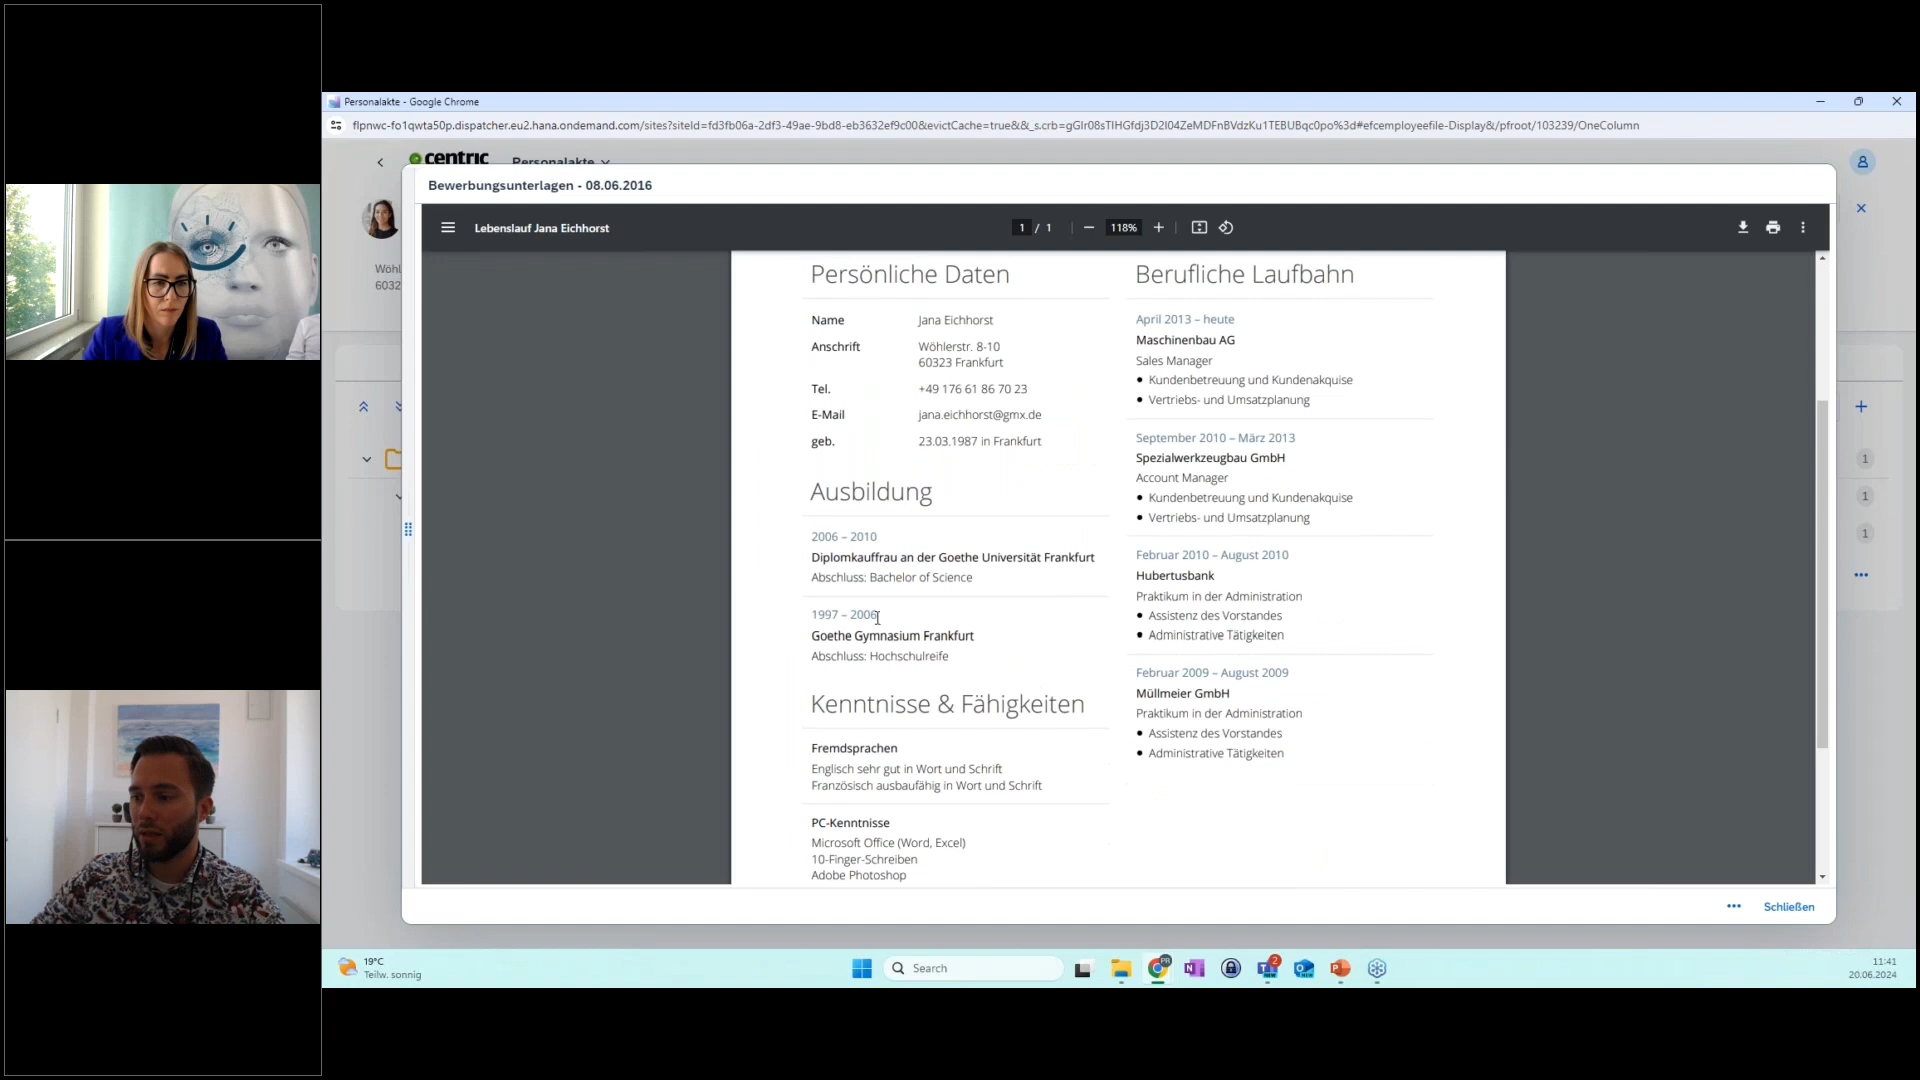 Personalakte - Google Chrome
flpnwc-fo1qwta50p.dispatcher.eu2.hana.ondemand.com/sites?siteId=fd3fb06a-2df3-49ae-9bd8-eb3632ef9c00&evictCache=true&&_s.crb=gGIr08sTIHGfdj3D2I04ZeMDFnBVdzKu1TEBUBqc0po%3d#efcemployeefile-Display&/pfroot/103239/OneColumn
centric Personalakte
Bewerbungsunterlagen - 08.06.2016
Lebenslauf Jana Eichhorst
1 / 1
118%
Wöhl
6032
Persönliche Daten
Name Jana Eichhorst
Anschrift Wöhlerstr. 8-10
60323 Frankfurt
Tel. +49 176 61 86 70 23
E-Mail jana.eichhorst@gmx.de
geb. 23.03.1987 in Frankfurt
Ausbildung
2006 – 2010
Diplomkauffrau an der Goethe Universität Frankfurt
Abschluss: Bachelor of Science
1997 – 2006
Goethe Gymnasium Frankfurt
Abschluss: Hochschulreife
Kenntnisse & Fähigkeiten
Fremdsprachen
Englisch sehr gut in Wort und Schrift
Französisch ausbaufähig in Wort und Schrift
PC-Kenntnisse
Microsoft Office (Word, Excel)
10-Finger-Schreiben
Adobe Photoshop
Berufliche Laufbahn
April 2013 – heute
Maschinenbau AG
Sales Manager
• Kundenbetreuung und Kundenakquise
• Vertriebs- und Umsatzplanung
September 2010 – März 2013
Spezialwerkzeugbau GmbH
Account Manager
• Kundenbetreuung und Kundenakquise
• Vertriebs- und Umsatzplanung
Februar 2010 – August 2010
Hubertusbank
Praktikum in der Administration
• Assistenz des Vorstandes
• Administrative Tätigkeiten
Februar 2009 – August 2009
Müllmeier GmbH
Praktikum in der Administration
• Assistenz des Vorstandes
• Administrative Tätigkeiten
1
1
1
Schließen
19°C
Teilw. sonnig
Search
PR
2
11:41
20.06.2024